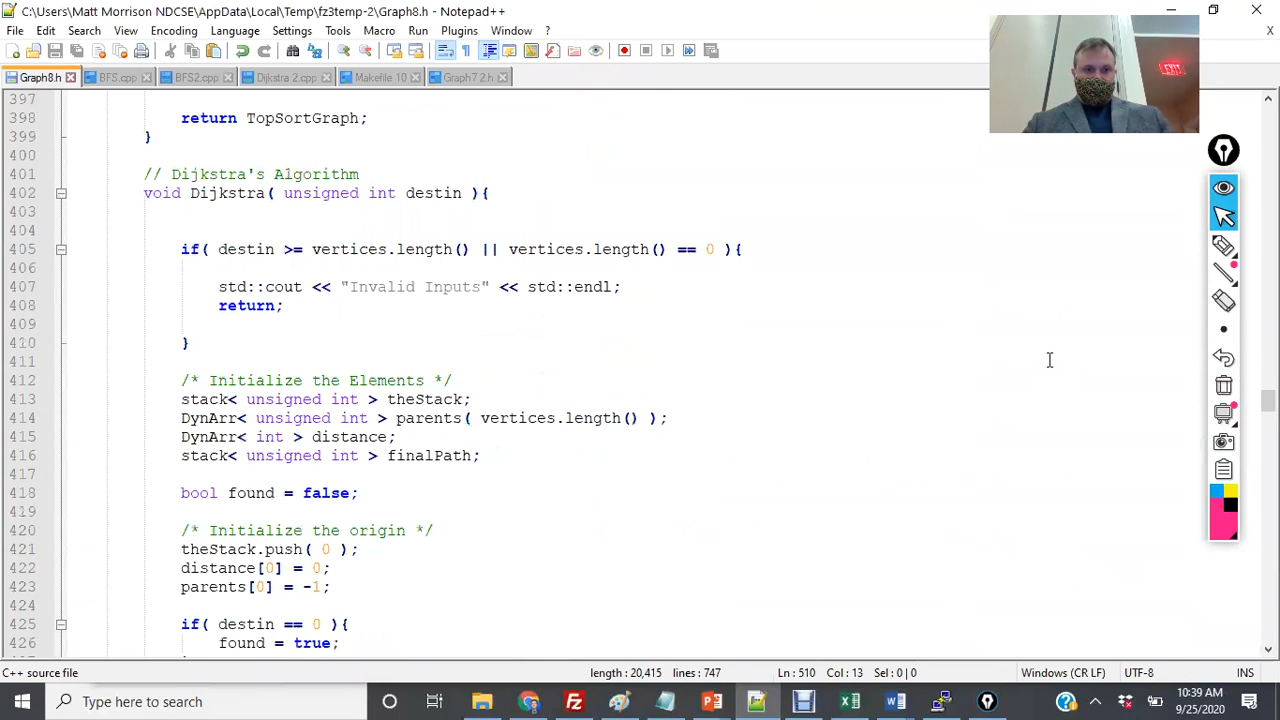 C:\Users\Matt Morrison NDCSE\AppData\Local\Temp\fz3temp-2\Graph8.h - Notepad++
File Edit Search View Encoding Language Settings Tools Macro Run Plugins Window ?
X
Graph8.h BFS.cpp BFS2.cpp Dijkstra 2.cpp Makefile 10 Graph7 2.h
EXIT
397
398 return TopSortGraph;
399 }
400
401 // Dijkstra's Algorithm
402 void Dijkstra( unsigned int destin ){
403
404
405 if( destin >= vertices.length() || vertices.length() == 0 ){
406
407 std::cout << "Invalid Inputs" << std::endl;
408 return;
409
410 }
411
412 /* Initialize the Elements */
413 stack< unsigned int > theStack;
414 DynArr< unsigned int > parents( vertices.length() );
415 DynArr< int > distance;
416 stack< unsigned int > finalPath;
417
418 bool found = false;
419
420 /* Initialize the origin */
421 theStack.push( 0 );
422 distance[0] = 0;
423 parents[0] = -1;
424
425 if( destin == 0 ){
426 found = true;
C++ source file length : 20,415 lines : 747 Ln : 510 Col : 13 Sel : 0 | 0 Windows (CR LF) UTF-8 INS
Type here to search
10:39 AM
9/25/2020